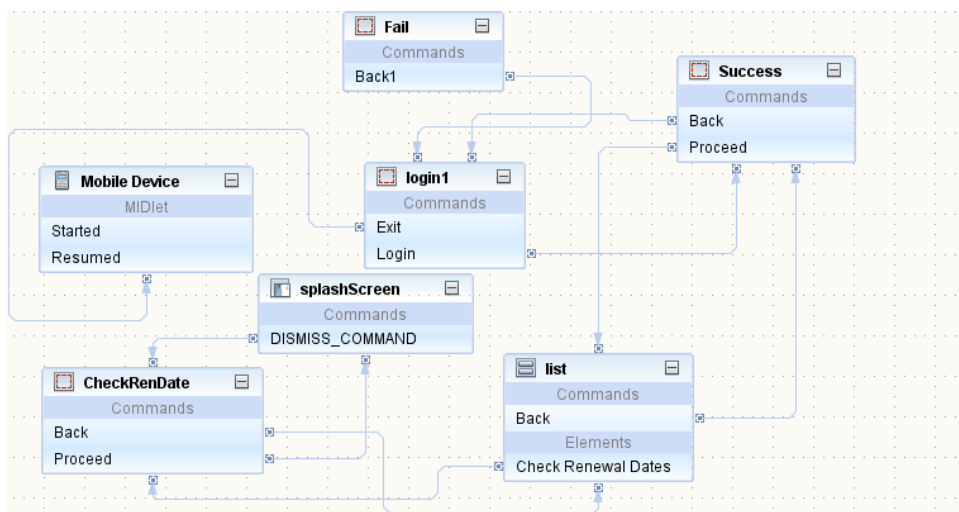 Fail
Commands
Back1
Success
Commands
Back
Proceed
Mobile Device
MIDlet
Started
Resumed
login1
Commands
Exit
Login
splashScreen
Commands
DISMISS_COMMAND
CheckRenDate
Commands
Back
Proceed
list
Commands
Back
Elements
Check Renewal Dates